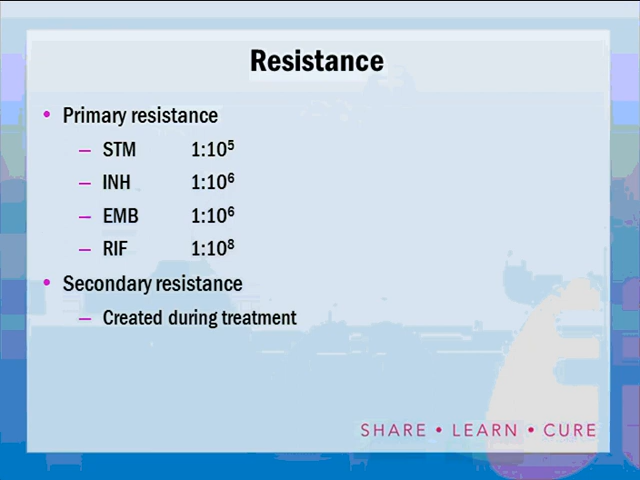 Resistance
• Primary resistance
– STM 1:10⁵
– INH 1:10⁶
– EMB 1:10⁶
– RIF 1:10⁸
• Secondary resistance
– Created during treatment
SHARE • LEARN • CURE